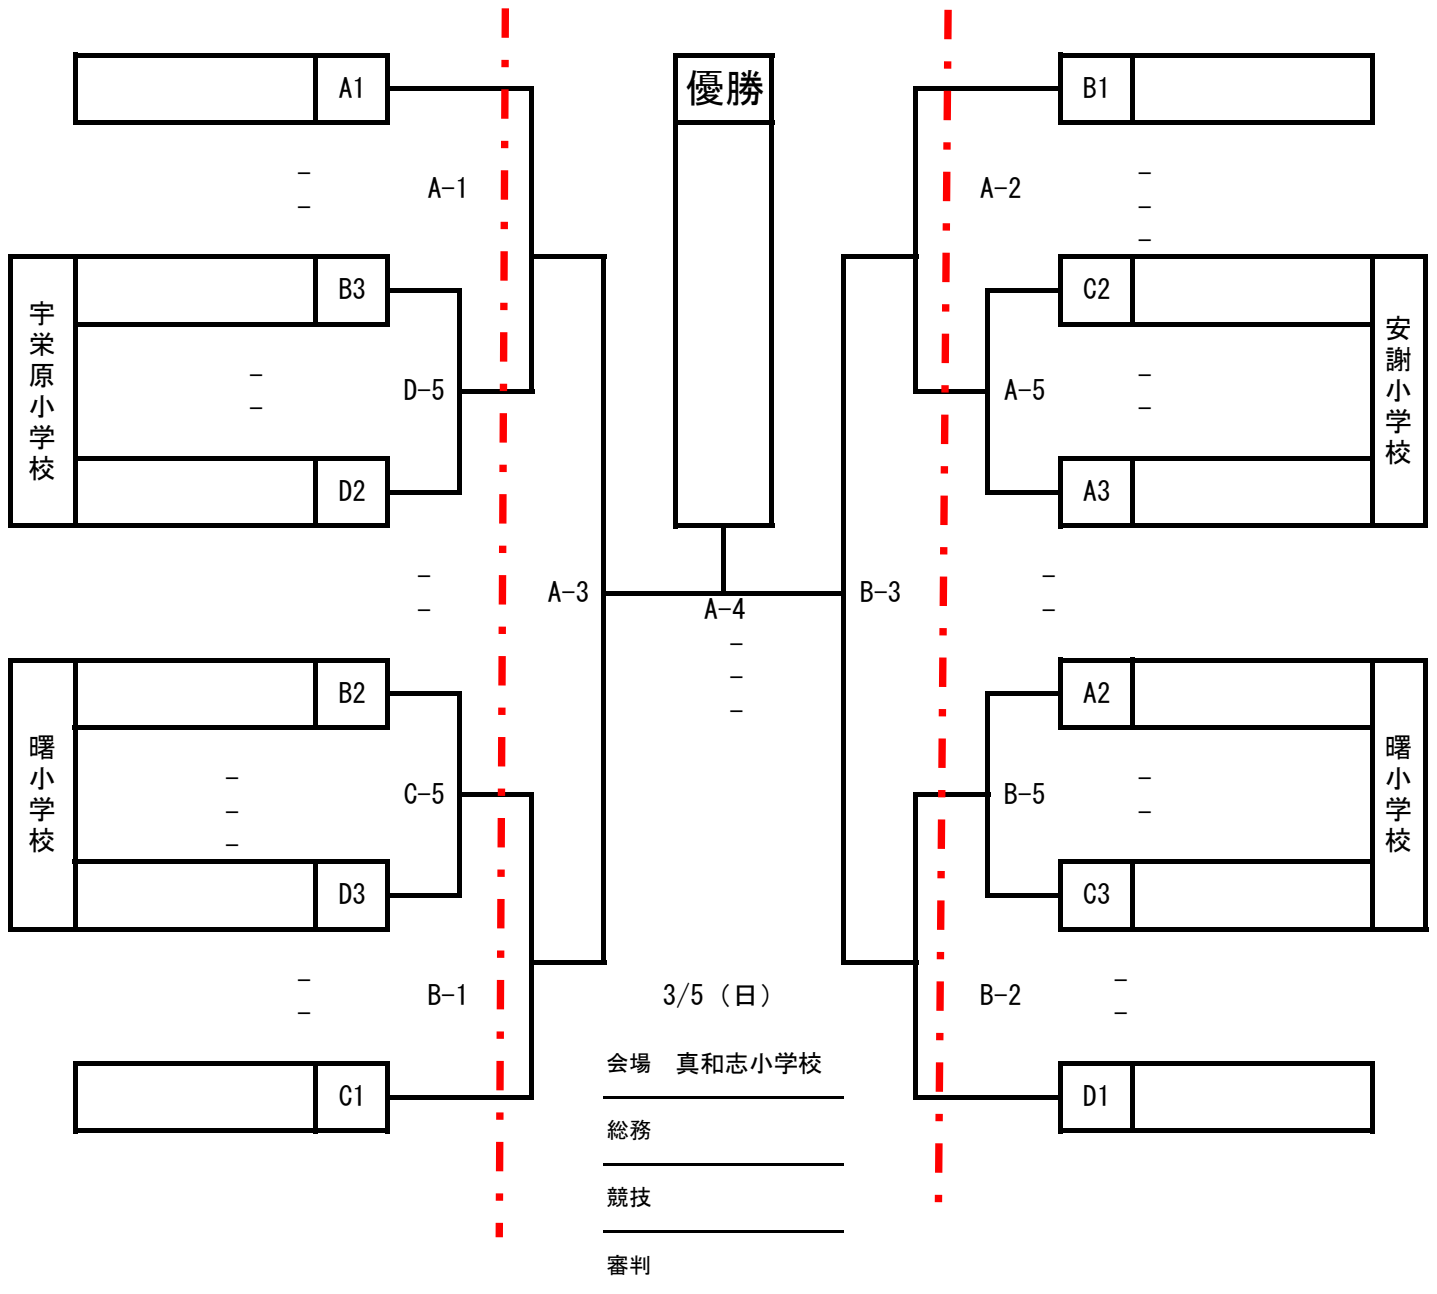 A1
優勝
B1
－
－
A-1
A-2
－
－
－
宇栄原小学校
B3
C2
安謝小学校
－
－
D-5
A-5
－
－
D2
A3
－
－
A-3
A-4
B-3
－
－
－
－
－
曙小学校
B2
A2
曙小学校
－
－
－
C-5
B-5
－
－
D3
C3
－
－
B-1
3/5（日）
B-2
－
－
会場　真和志小学校
C1
D1
総務
競技
審判